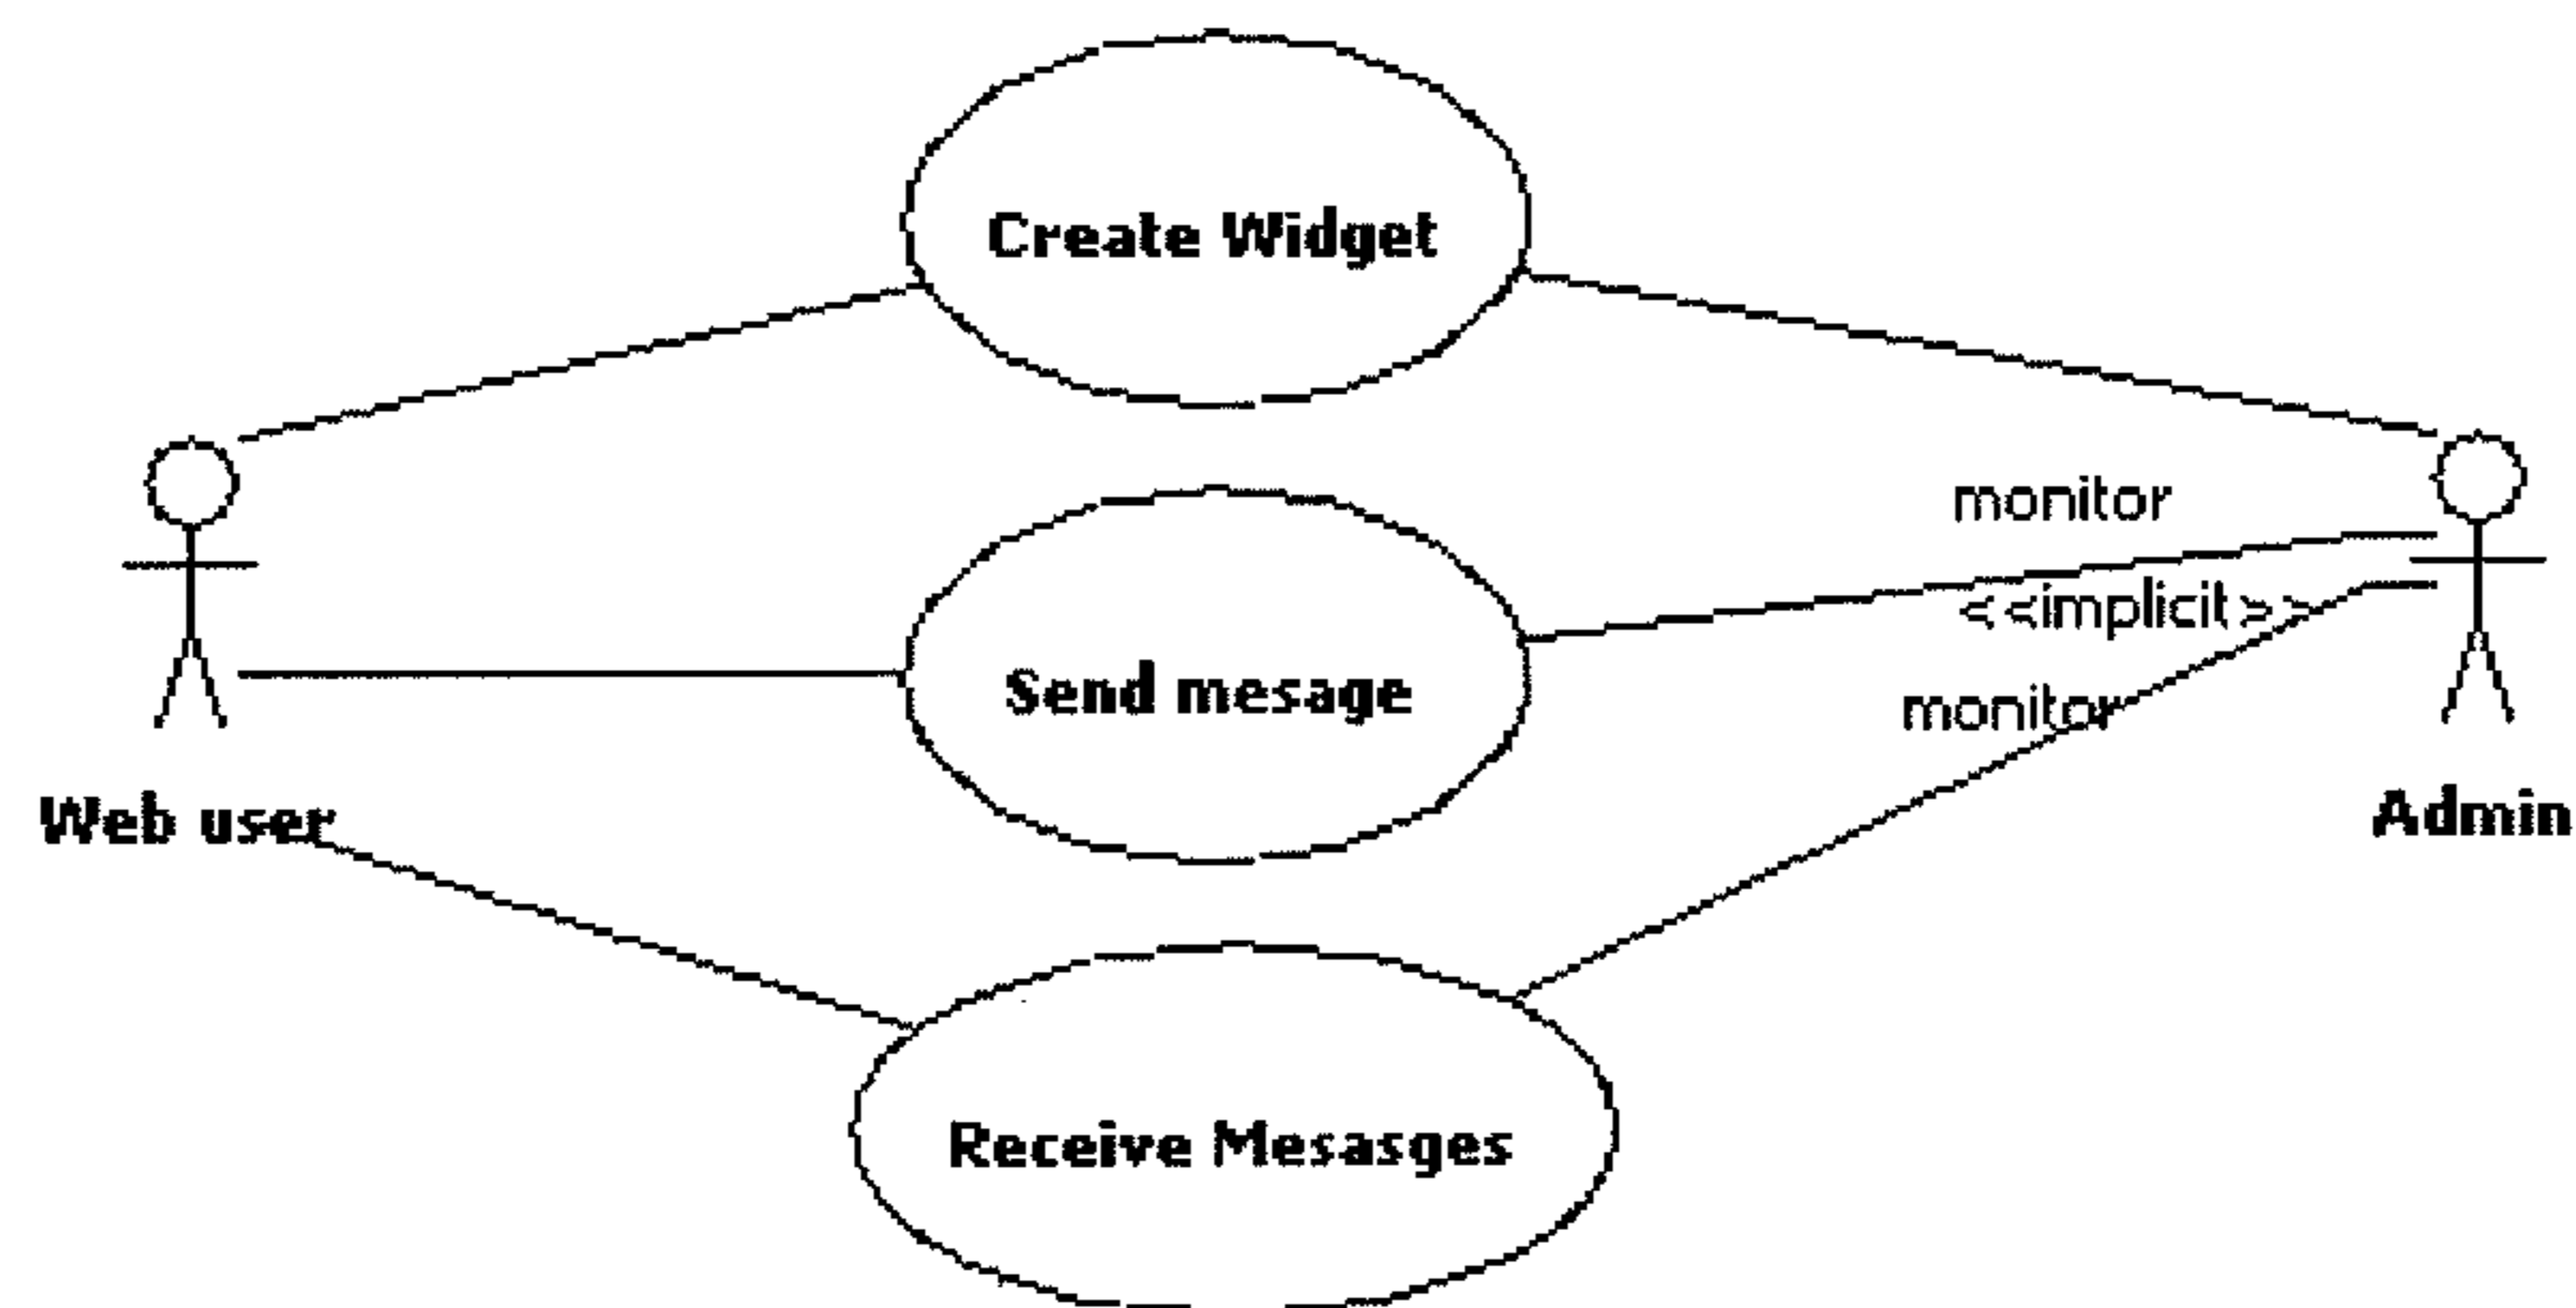 Create Widget
monitor
<<implicit>>
Send mesage
monitor
Web user
Admin
Receive Mesasges